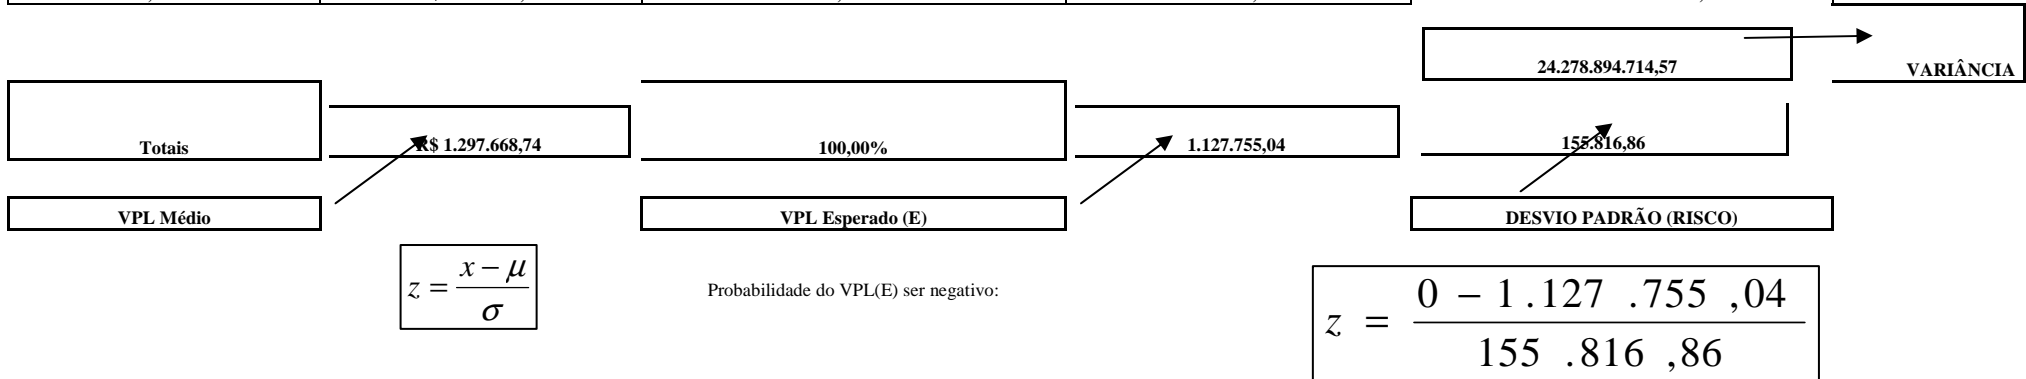 24.278.894.714,57
VARIÂNCIA
Totais
R$ 1.297.668,74
100,00%
1.127.755,04
155.816,86
VPL Médio
VPL Esperado (E)
DESVIO PADRÃO (RISCO)
z = (x − μ) / σ
Probabilidade do VPL(E) ser negativo:
z = (0 − 1.127.755,04) / 155.816,86